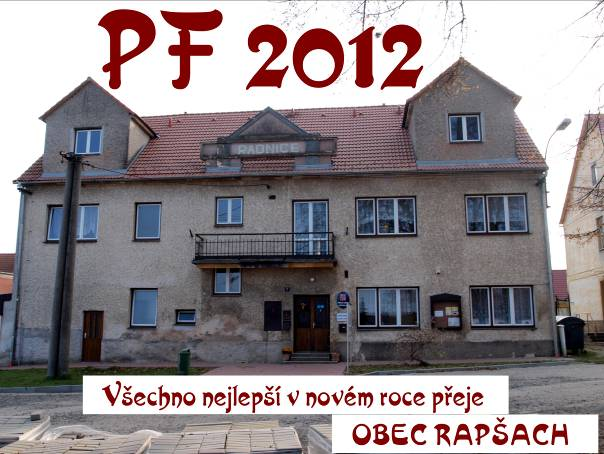 PF 2012
RADNICE
Všechno nejlepší v novém roce přeje
OBEC RAPŠACH